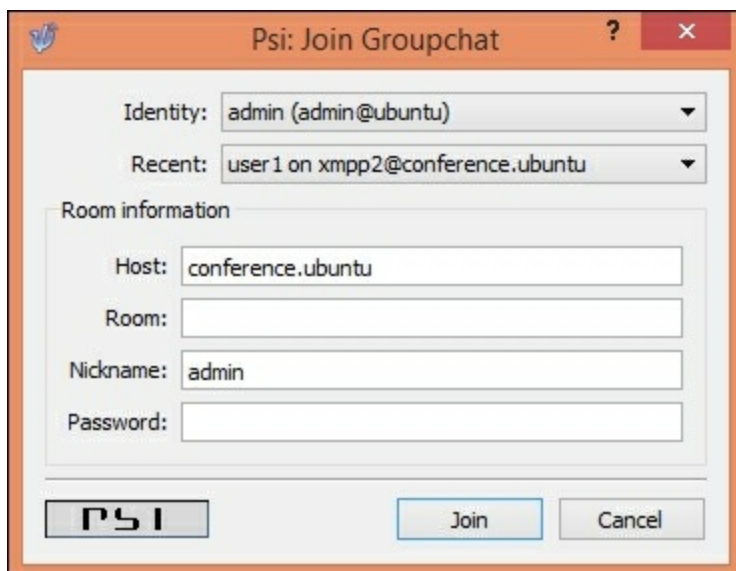 Psi: Join Groupchat ? ×
Identity: admin (admin@ubuntu)
Recent: user1 on xmpp2@conference.ubuntu
Room information
Host: conference.ubuntu
Room:
Nickname: admin
Password:
PSI Join Cancel